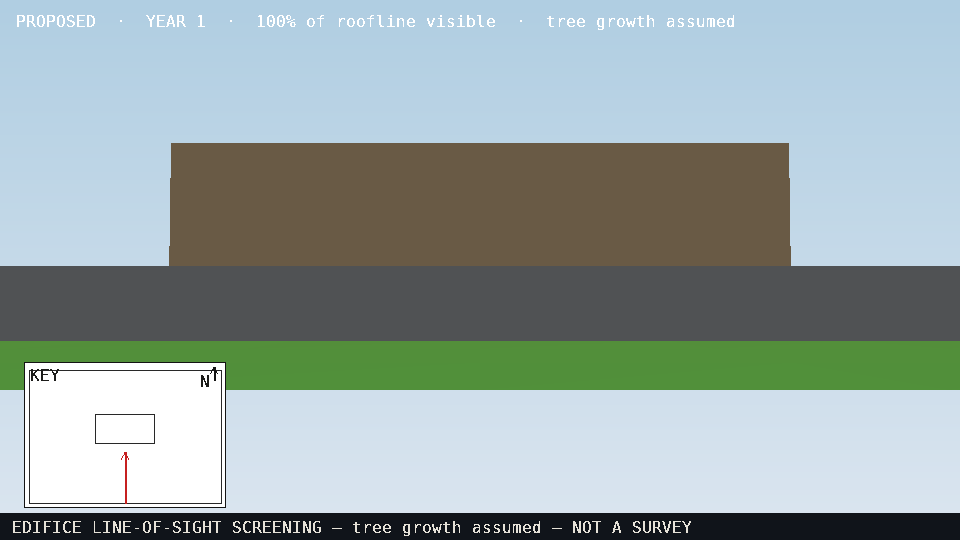 PROPOSED · YEAR 1 · 100% of roofline visible · tree growth assumed
KEY
N
EDIFICE LINE-OF-SIGHT SCREENING — tree growth assumed — NOT A SURVEY